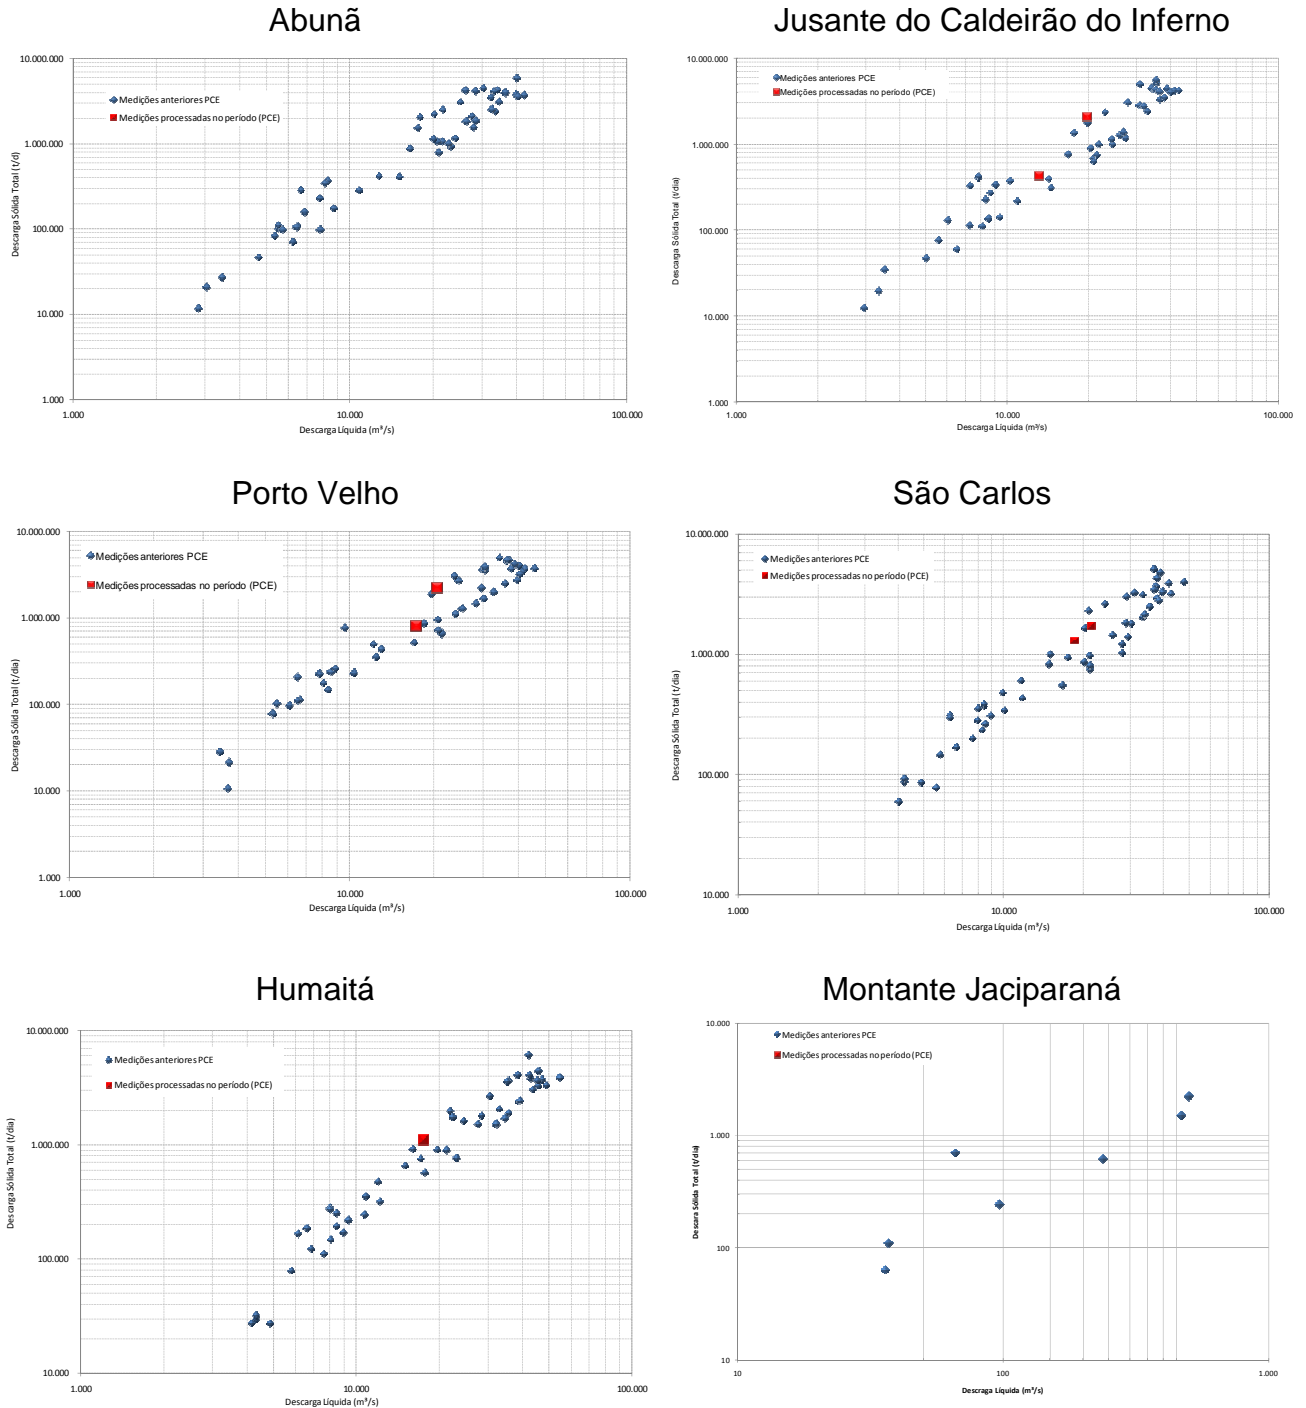 Abunã
10.000.000
1.000.000
100.000
10.000
1.000
1.000
10.000
100.000
Descarga Sólida Total (t/d)
Descarga Líquida (m³/s)
Medições anteriores PCE
Medições processadas no período (PCE)
Jusante do Caldeirão do Inferno
10.000.000
1.000.000
100.000
10.000
1.000
1.000
10.000
100.000
Descarga Sólida Total (t/dia)
Descarga Líquida (m³/s)
Medições anteriores PCE
Medições processadas no período (PCE)
Porto Velho
10.000.000
1.000.000
100.000
10.000
1.000
1.000
10.000
100.000
Descarga Sólida Total (t/dia)
Descarga Líquida (m³/s)
Medições anteriores PCE
Medições processadas no período (PCE)
São Carlos
10.000.000
1.000.000
100.000
10.000
1.000
10.000
100.000
Descarga Sólida Total (t/dia)
Descarga Líquida (m³/s)
Medições anteriores PCE
Medições processadas no período (PCE)
Humaitá
10.000.000
1.000.000
100.000
10.000
1.000
10.000
100.000
Descarga Sólida Total (t/dia)
Descarga Líquida (m³/s)
Medições anteriores PCE
Medições processadas no período (PCE)
Montante Jaciparaná
10.000
1.000
100
10
10
100
1.000
Descara Sólida Total (t/dia)
Descraga Líquida (m³/s)
Medições anteriores PCE
Medições processadas no período (PCE)